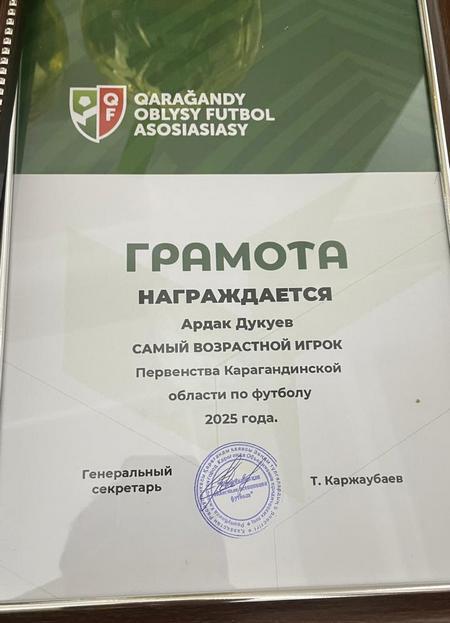 QF
QARAĞANDY
OBLYSY FUTBOL
ASOSIASIASY
ГРАМОТА
НАГРАЖДАЕТСЯ
Ардак Дукуев
САМЫЙ ВОЗРАСТНОЙ ИГРОК
Первенства Карагандинской
области по футболу
2025 года.
Генеральный
секретарь
Т. Каржаубаев